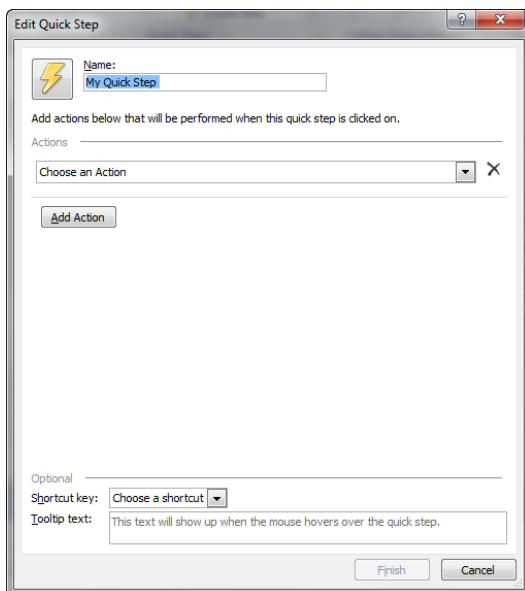 Edit Quick Step
?
Name:
My Quick Step
Add actions below that will be performed when this quick step is clicked on.
Actions
Choose an Action
Add Action
Optional
Shortcut key: Choose a shortcut
Tooltip text: This text will show up when the mouse hovers over the quick step.
Finish Cancel